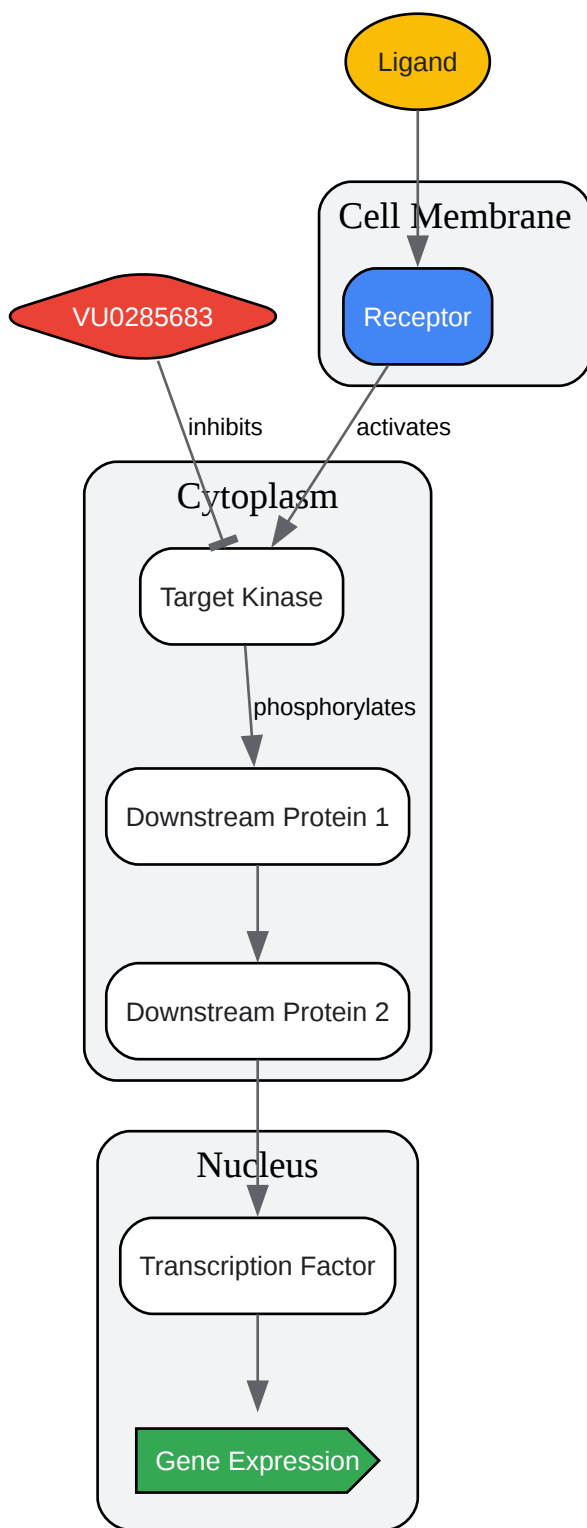 Ligand
Cell Membrane
VU0285683
Receptor
inhibits
activates
Cytoplasm
Target Kinase
phosphorylates
Downstream Protein 1
Downstream Protein 2
Nucleus
Transcription Factor
Gene Expression